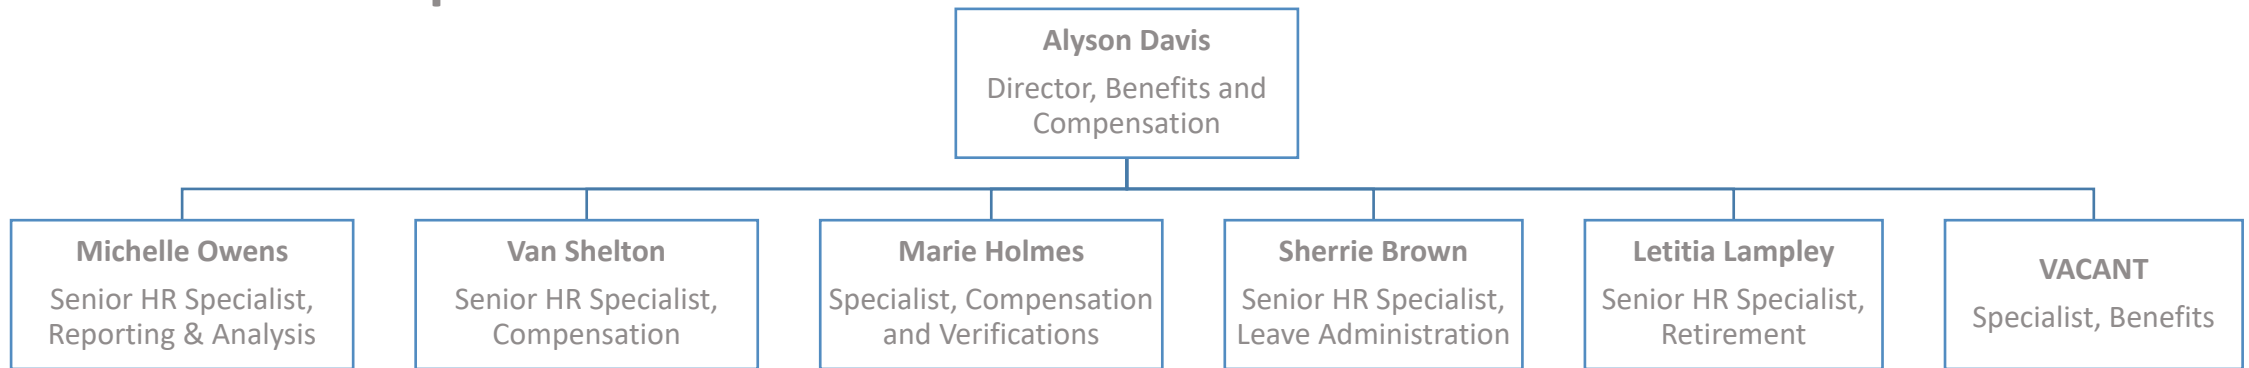 Alyson Davis
Director, Benefits and
Compensation
Michelle Owens
Senior HR Specialist,
Reporting & Analysis
Van Shelton
Senior HR Specialist,
Compensation
Marie Holmes
Specialist, Compensation
and Verifications
Sherrie Brown
Senior HR Specialist,
Leave Administration
Letitia Lampley
Senior HR Specialist,
Retirement
VACANT
Specialist, Benefits